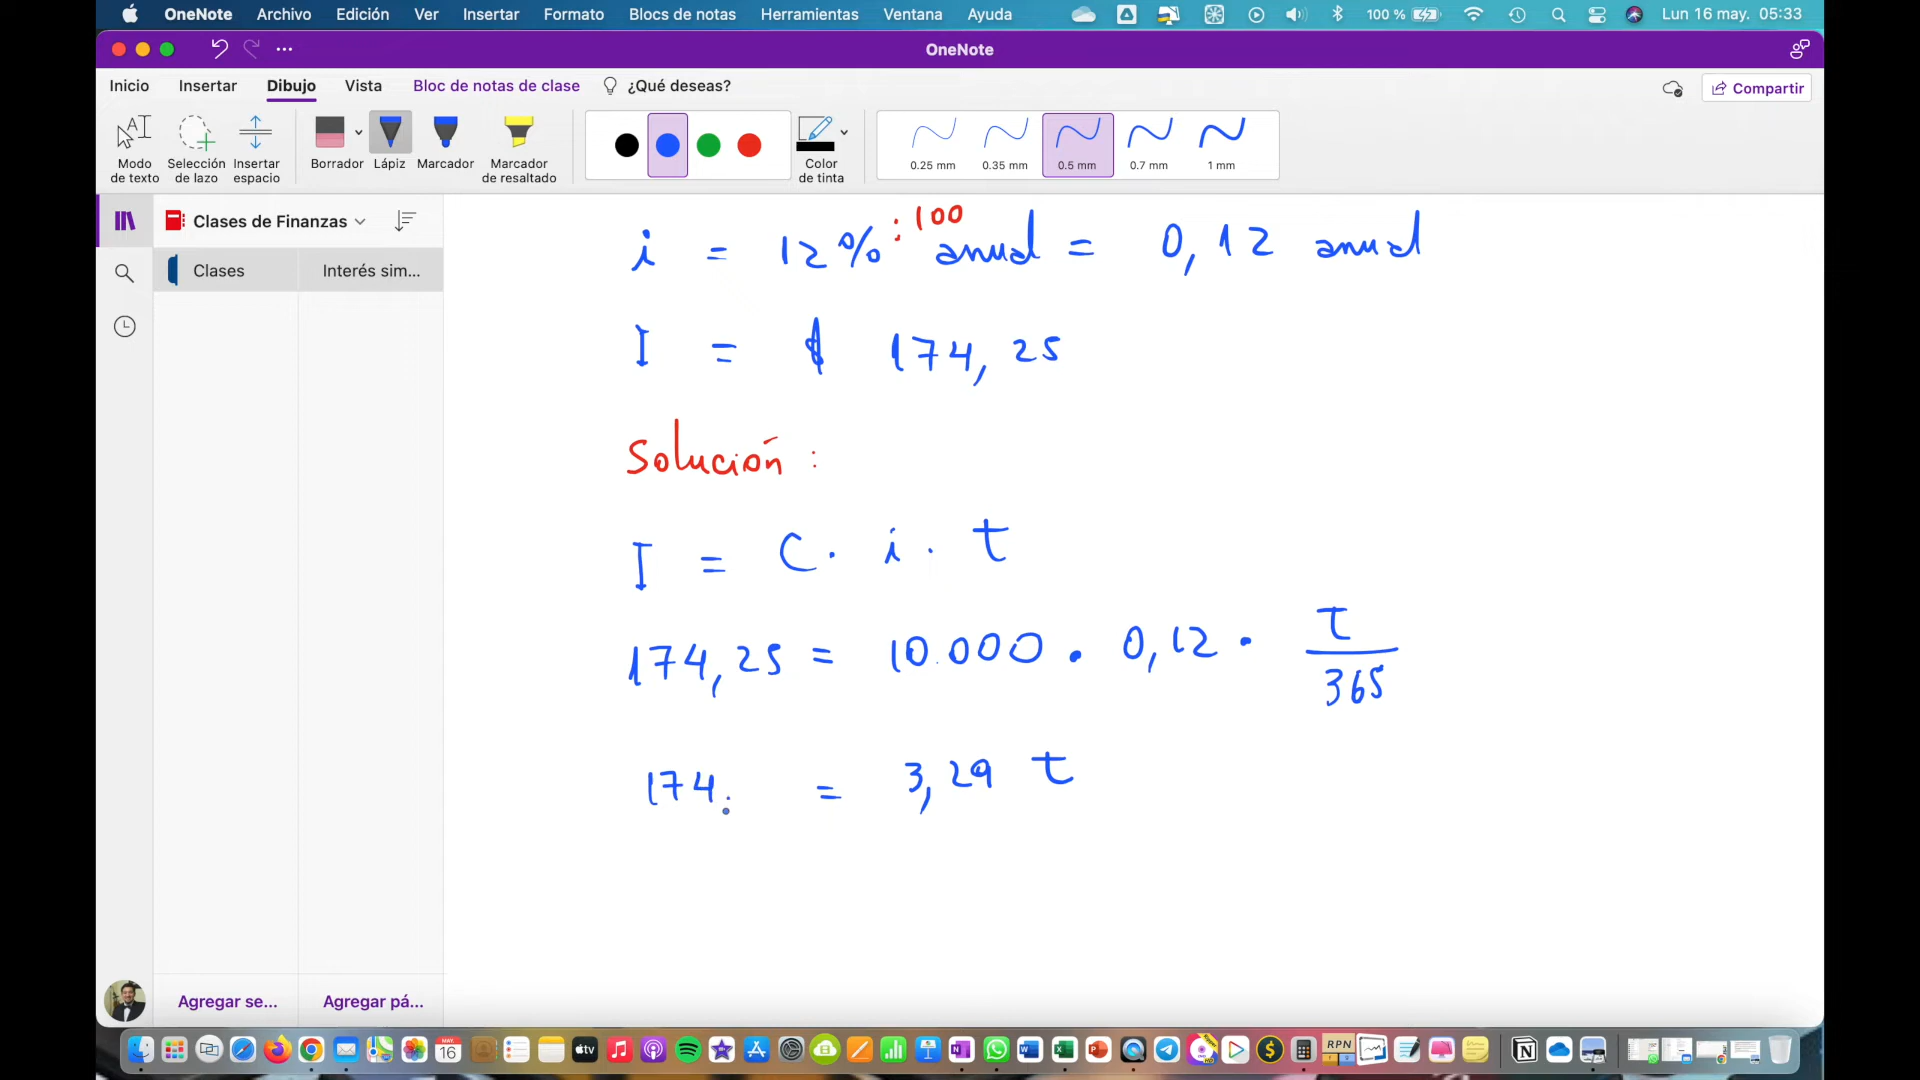 OneNote Archivo Edición Ver Insertar Formato Blocs de notas Herramientas Ventana Ayuda 100 % Lun 16 may. 05:33
OneNote
Inicio Insertar Dibujo Vista Bloc de notas de clase ¿Qué deseas? Compartir
Modo de texto
Selección de lazo
Insertar espacio
Borrador
Lápiz
Marcador
Marcador de resaltado
Color de tinta
0.25 mm 0.35 mm 0.5 mm 0.7 mm 1 mm
Clases de Finanzas
Clases Interés sim...
i = 12% :100 anual = 0,12 anual
I = $ 174,25
Solución :
I = C . i . t
174,25 = 10.000 . 0,12 . t/365
174. = 3,29 t
Agregar se... Agregar pá...
MAY
16
tv
RPN